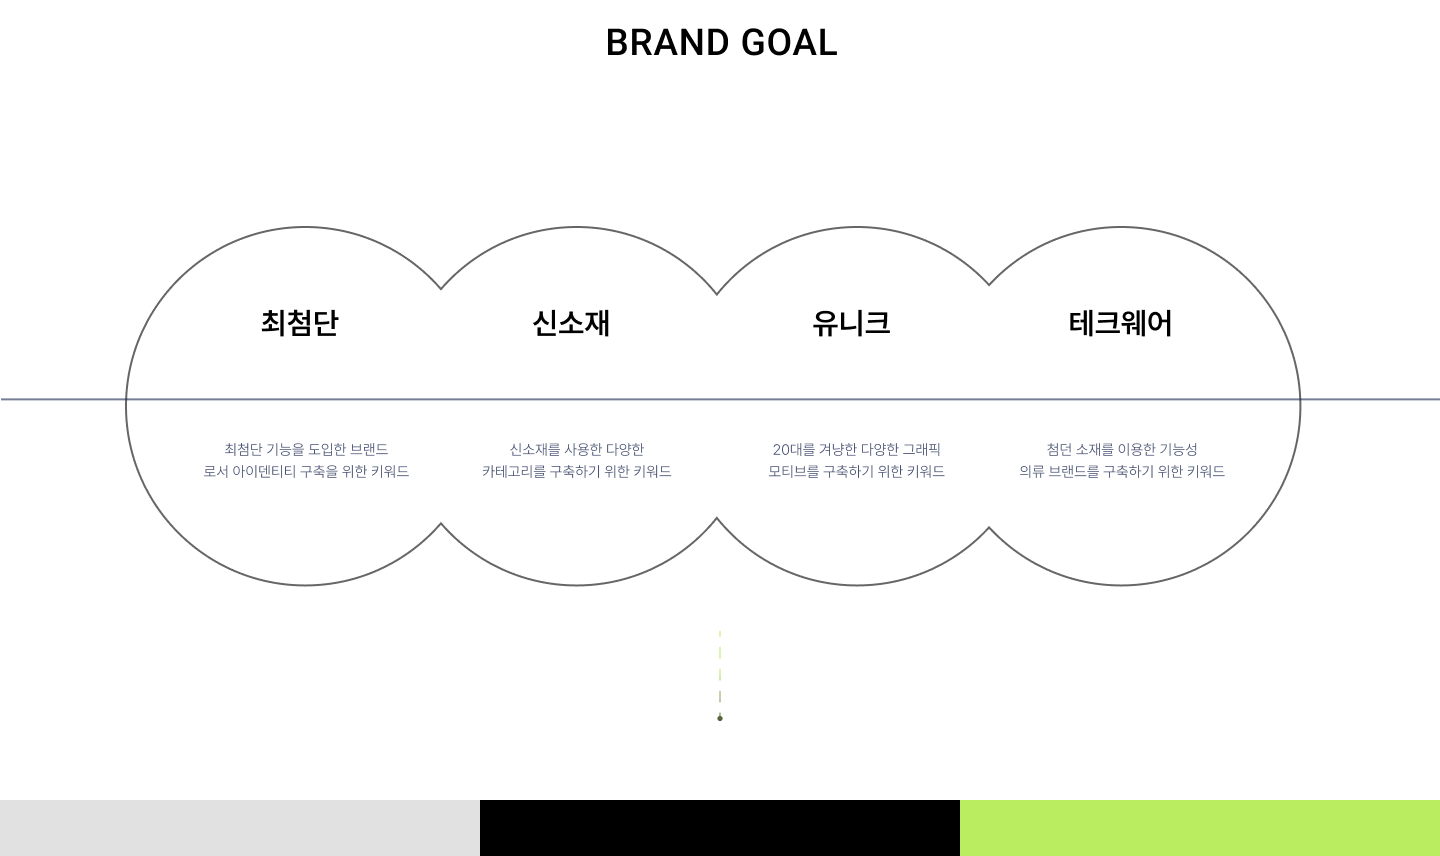 BRAND GOAL
최첨단
신소재
유니크
테크웨어
최첨단 기능을 도입한 브랜드
로서 아이덴티티 구축을 위한 키워드
신소재를 사용한 다양한
카테고리를 구축하기 위한 키워드
20대를 겨냥한 다양한 그래픽
모티브를 구축하기 위한 키워드
첨던 소재를 이용한 기능성
의류 브랜드를 구축하기 위한 키워드